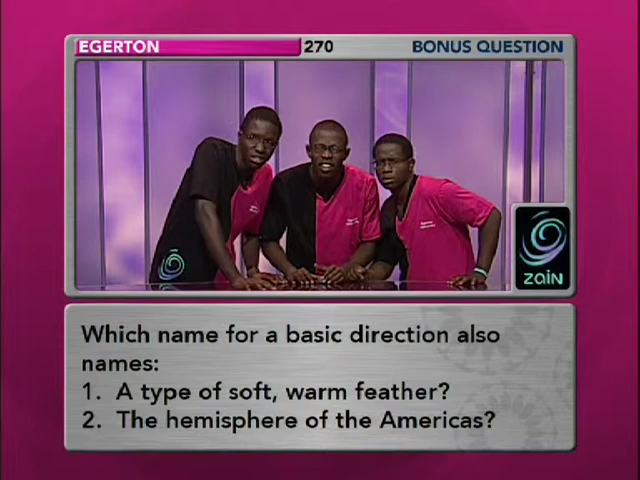 EGERTON 270 BONUS QUESTION
zain
Which name for a basic direction also
names:
1. A type of soft, warm feather?
2. The hemisphere of the Americas?